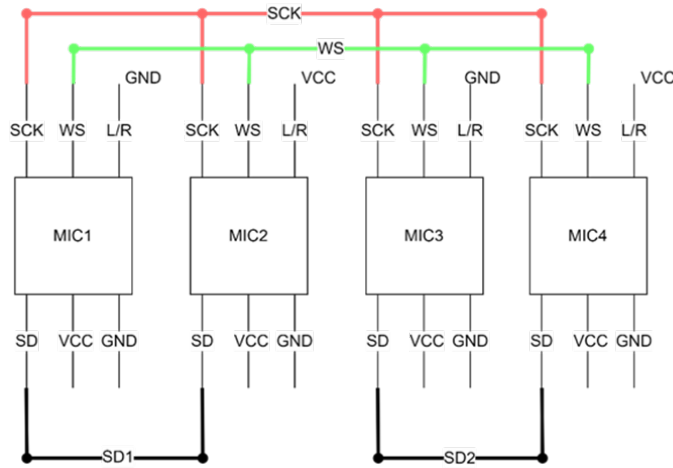 SCK
WS
GND VCC GND VCC
SCK WS L/R SCK WS L/R SCK WS L/R SCK WS L/R
MIC1 MIC2 MIC3 MIC4
SD VCC GND SD VCC GND SD VCC GND SD VCC GND
SD1 SD2